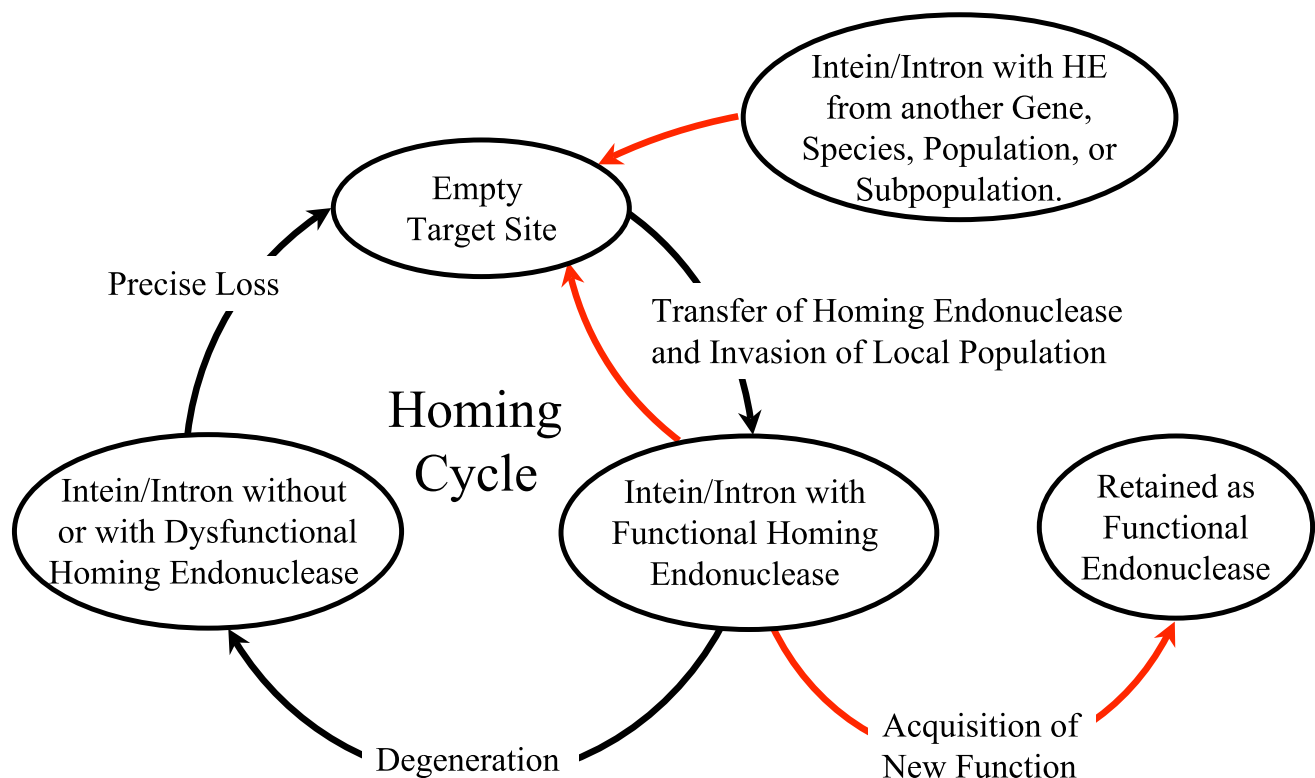 Intein/Intron with HE
from another Gene,
Species, Population, or
Subpopulation.
Empty
Target Site
Precise Loss
Transfer of Homing Endonuclease
and Invasion of Local Population
Homing
Cycle
Intein/Intron without
or with Dysfunctional
Homing Endonuclease
Intein/Intron with
Functional Homing
Endonuclease
Retained as
Functional
Endonuclease
Degeneration
Acquisition of
New Function